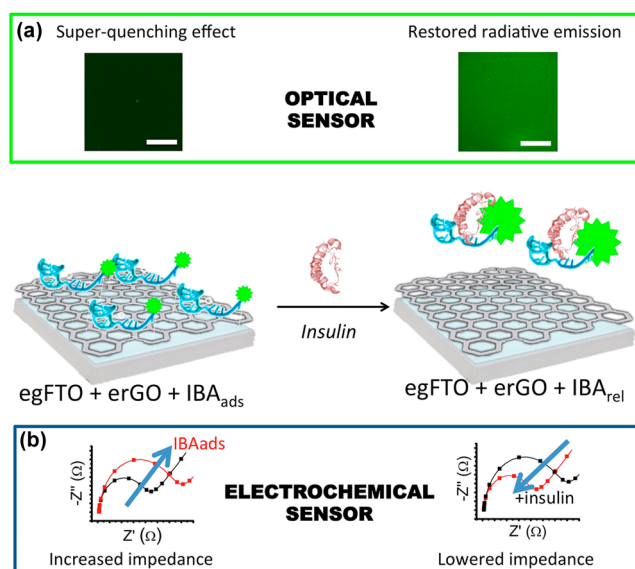 (a)
Super-quenching effect
Restored radiative emission
OPTICAL
SENSOR
Insulin
egFTO + erGO + IBAads
egFTO + erGO + IBArel
(b)
IBAads
-Z'' (Ω)
Z' (Ω)
Increased impedance
ELECTROCHEMICAL
SENSOR
-Z'' (Ω)
+insulin
Z' (Ω)
Lowered impedance